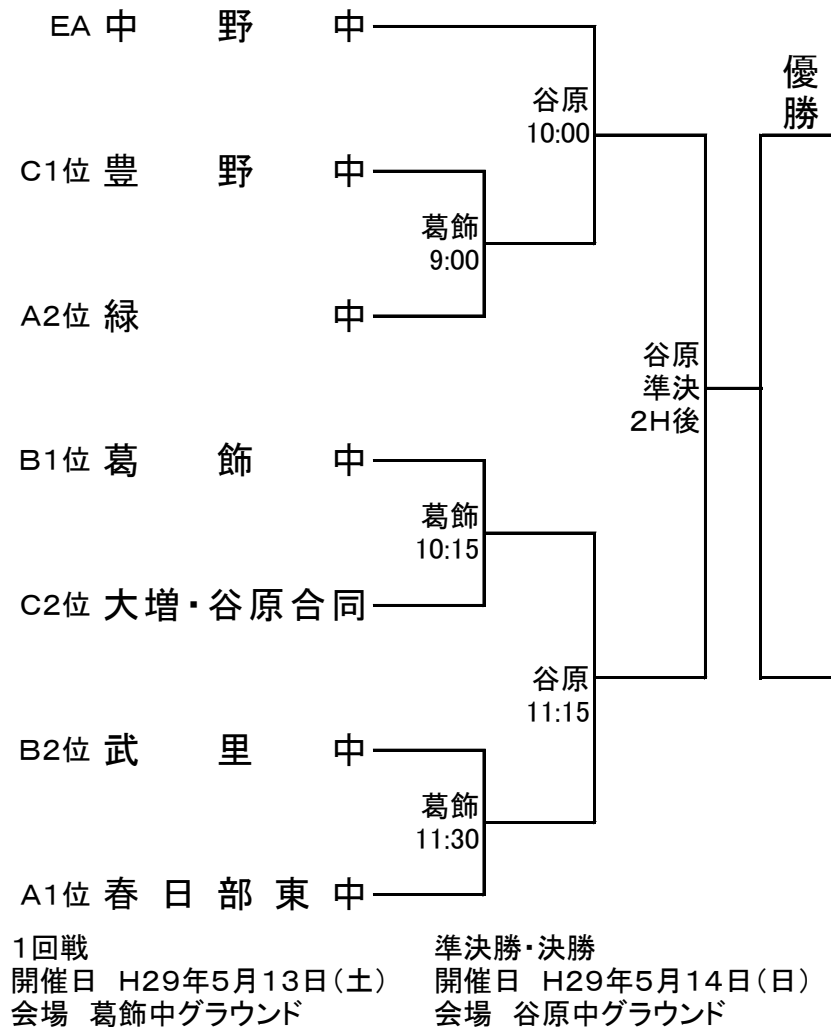 EA 中野中
優勝
谷原
10:00
C1位 豊野中
葛飾
9:00
A2位 緑中
谷原
準決
2H後
B1位 葛飾中
葛飾
10:15
C2位 大増・谷原合同
谷原
11:15
B2位 武里中
葛飾
11:30
A1位 春日部東中
1回戦
開催日 H29年5月13日(土)
会場 葛飾中グラウンド
準決勝・決勝
開催日 H29年5月14日(日)
会場 谷原中グラウンド